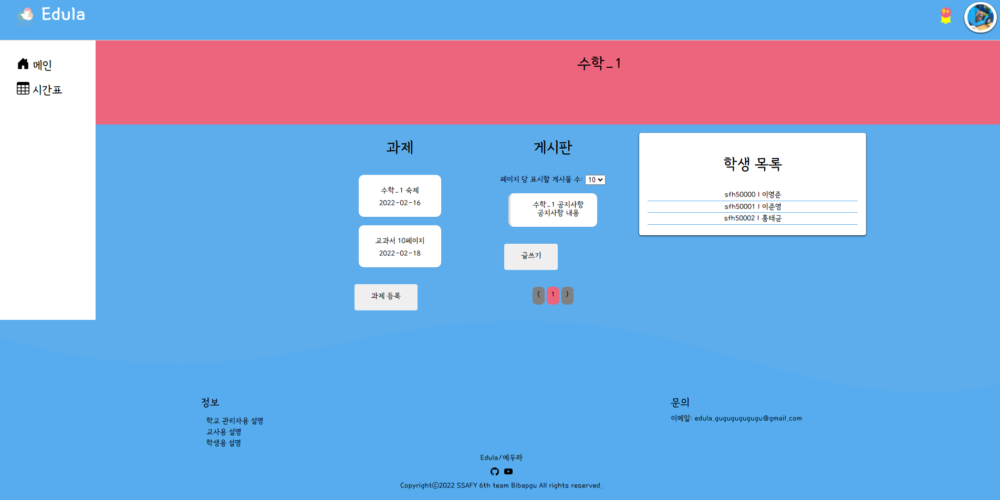 Edula
9+
메인
시간표
수학_1
과제
수학_1 숙제
2022-02-16
교과서 10페이지
2022-02-18
과제 등록
게시판
페이지 당 표시할 게시물 수: 10
수학_1 공지사항
공지사항 내용
글쓰기
< 1 >
학생 목록
sfh50000 | 이영준
sfh50001 | 이준영
sfh50002 | 홍태균
정보
학교 관리자용 설명
교사용 설명
학생용 설명
문의
이메일: edula.gugugugugugu@gmail.com
Edula/에두라
Copyrightⓒ2022 SSAFY 6th team Bibapgu All rights reserved.